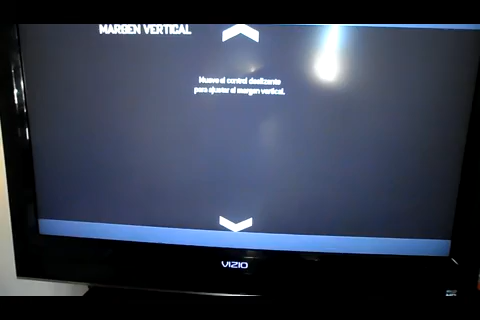 MARGEN VERTICAL
Mueve el control deslizante
para ajustar el margen vertical.
VIZIO